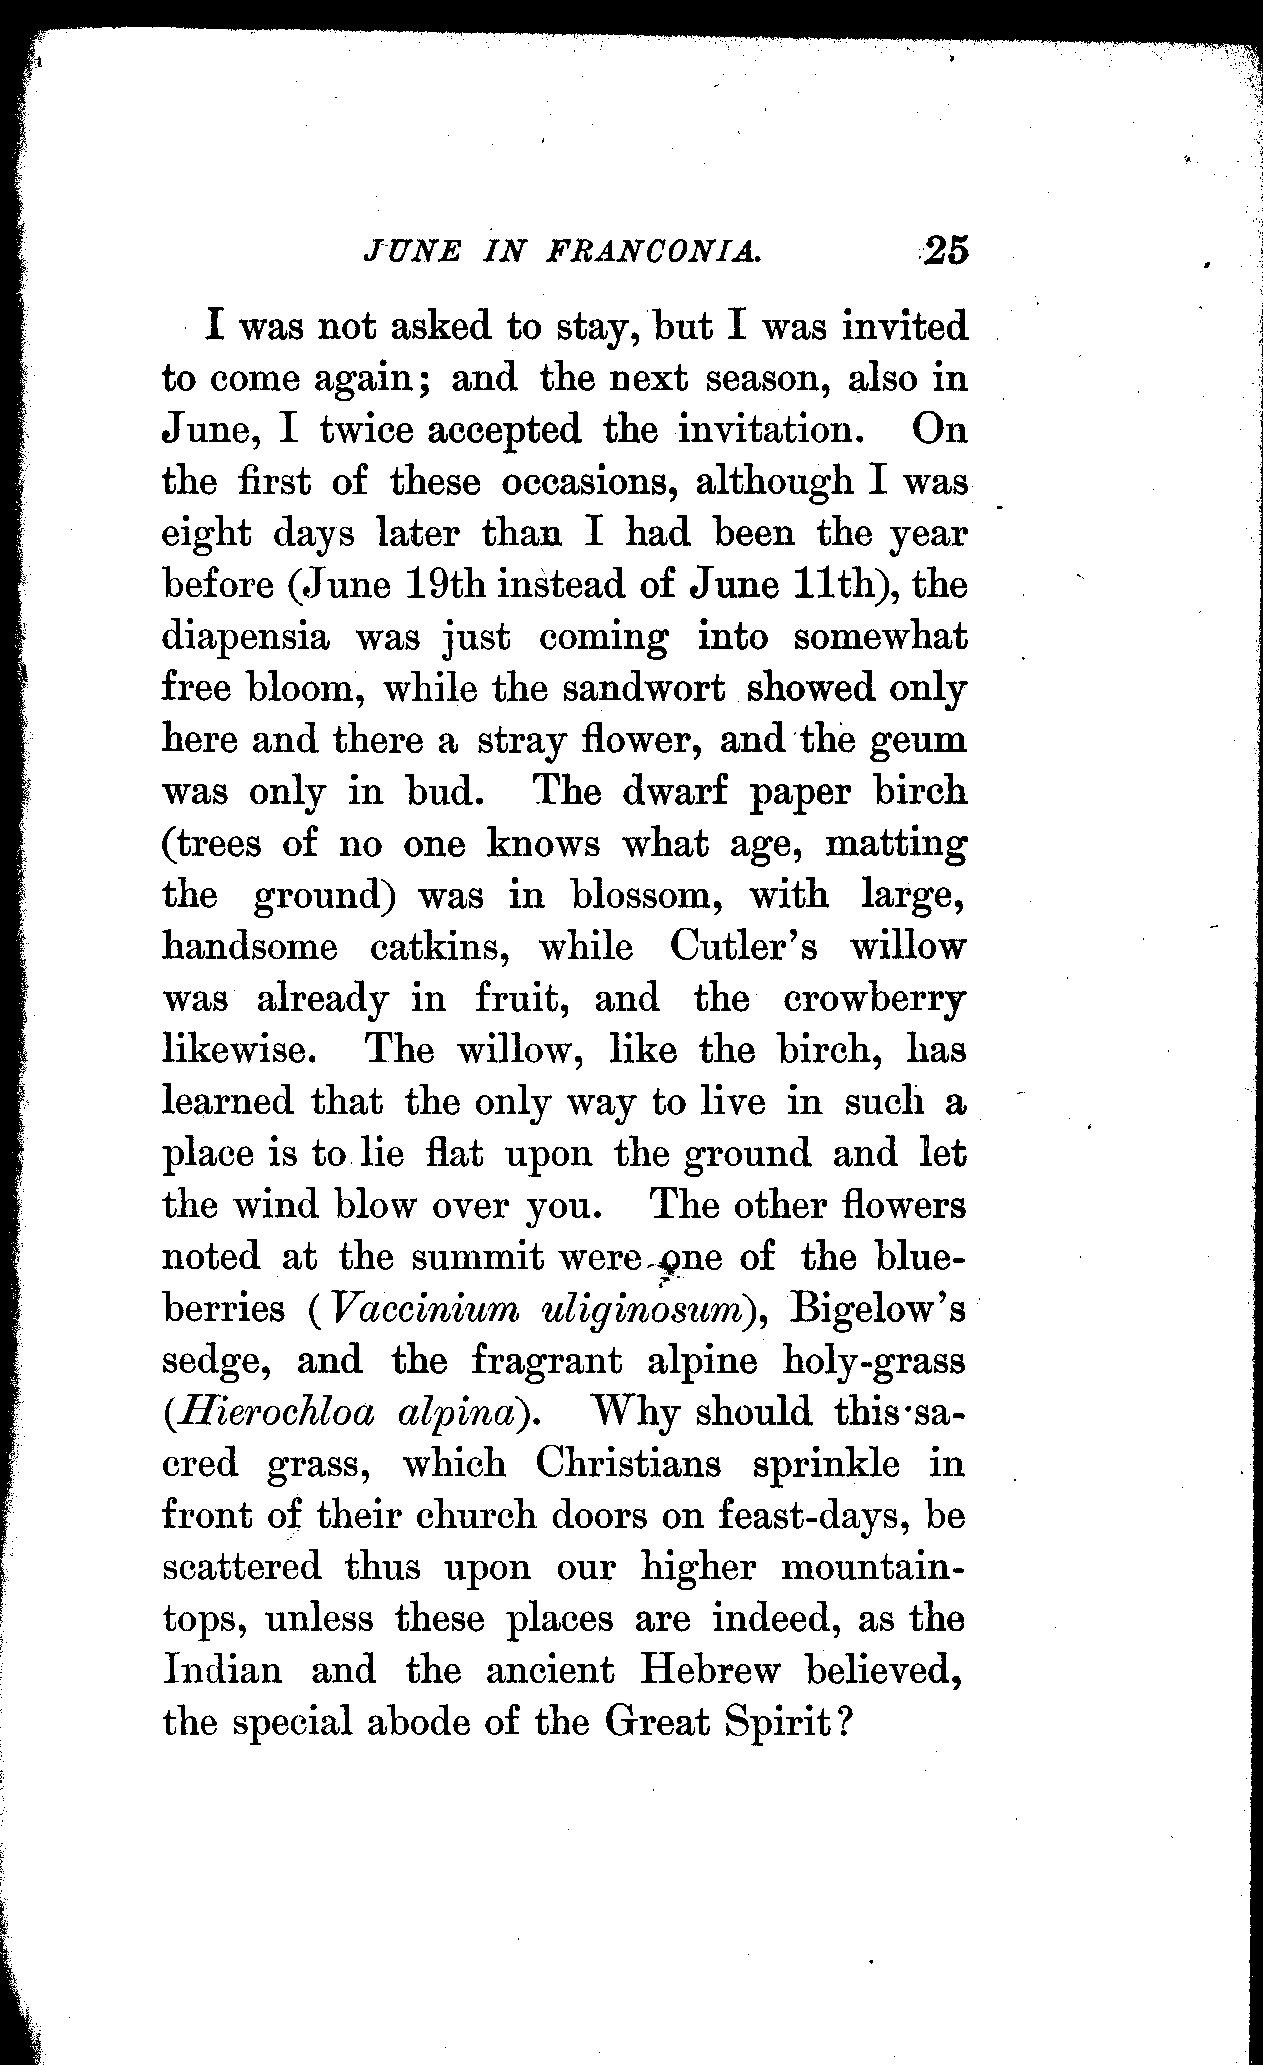 JUNE IN FRANCONIA. 25
I was not asked to stay, but I was invited
to come again; and the next season, also in
June, I twice accepted the invitation. On
the first of these occasions, although I was
eight days later than I had been the year
before (June 19th instead of June 11th), the
diapensia was just coming into somewhat
free bloom, while the sandwort showed only
here and there a stray flower, and the geum
was only in bud. The dwarf paper birch
(trees of no one knows what age, matting
the ground) was in blossom, with large,
handsome catkins, while Cutler's willow
was already in fruit, and the crowberry
likewise. The willow, like the birch, has
learned that the only way to live in such a
place is to lie flat upon the ground and let
the wind blow over you. The other flowers
noted at the summit were one of the blue-
berries (Vaccinium uliginosum), Bigelow's
sedge, and the fragrant alpine holy-grass
(Hierochloa alpina). Why should this sa-
cred grass, which Christians sprinkle in
front of their church doors on feast-days, be
scattered thus upon our higher mountain-
tops, unless these places are indeed, as the
Indian and the ancient Hebrew believed,
the special abode of the Great Spirit?